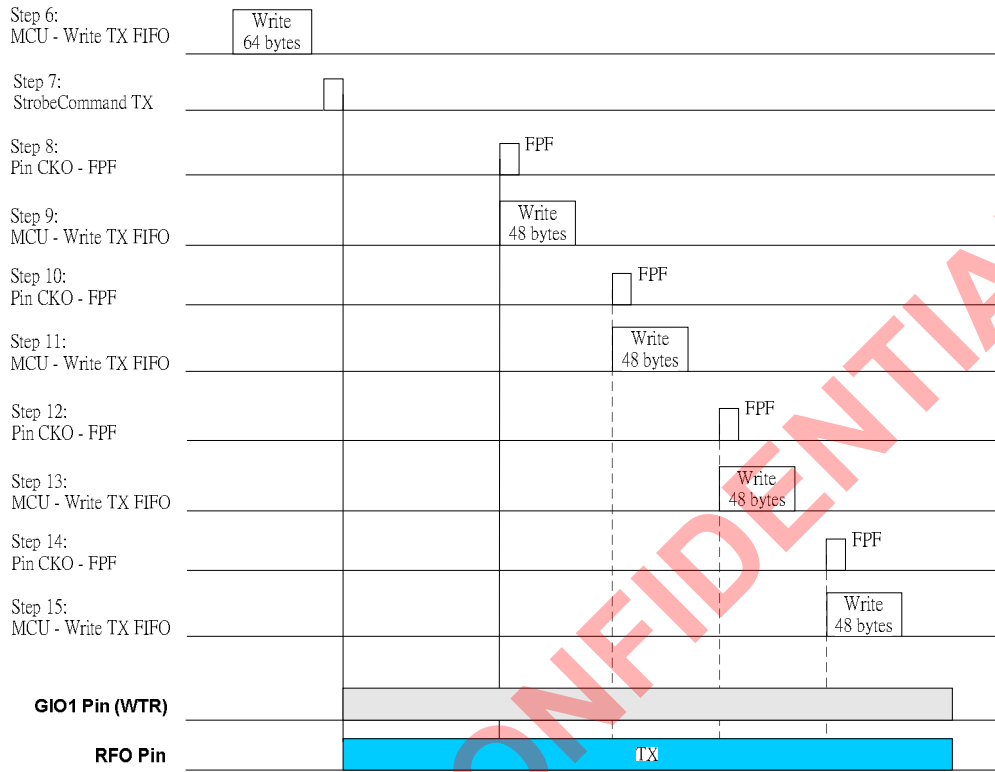 Step 6:
MCU - Write TX FIFO
Write
64 bytes
Step 7:
StrobeCommand TX
Step 8:
Pin CKO - FPF
FPF
Step 9:
MCU - Write TX FIFO
Write
48 bytes
Step 10:
Pin CKO - FPF
FPF
Step 11:
MCU - Write TX FIFO
Write
48 bytes
Step 12:
Pin CKO - FPF
FPF
Step 13:
MCU - Write TX FIFO
Write
48 bytes
Step 14:
Pin CKO - FPF
FPF
Step 15:
MCU - Write TX FIFO
Write
48 bytes
GIO1 Pin (WTR)
RFO Pin
TX
ONFIDENTIA